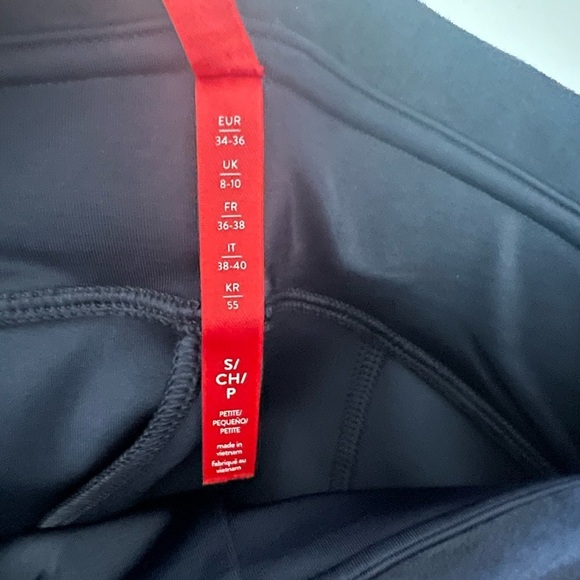 EUR
34-36
UK
8-10
FR
36-38
IT
38-40
KR
55
S/
CH/
P
PETITE/
PEQUEÑO/
PETITE
made in
vietnam
fabriqué au
vietnam